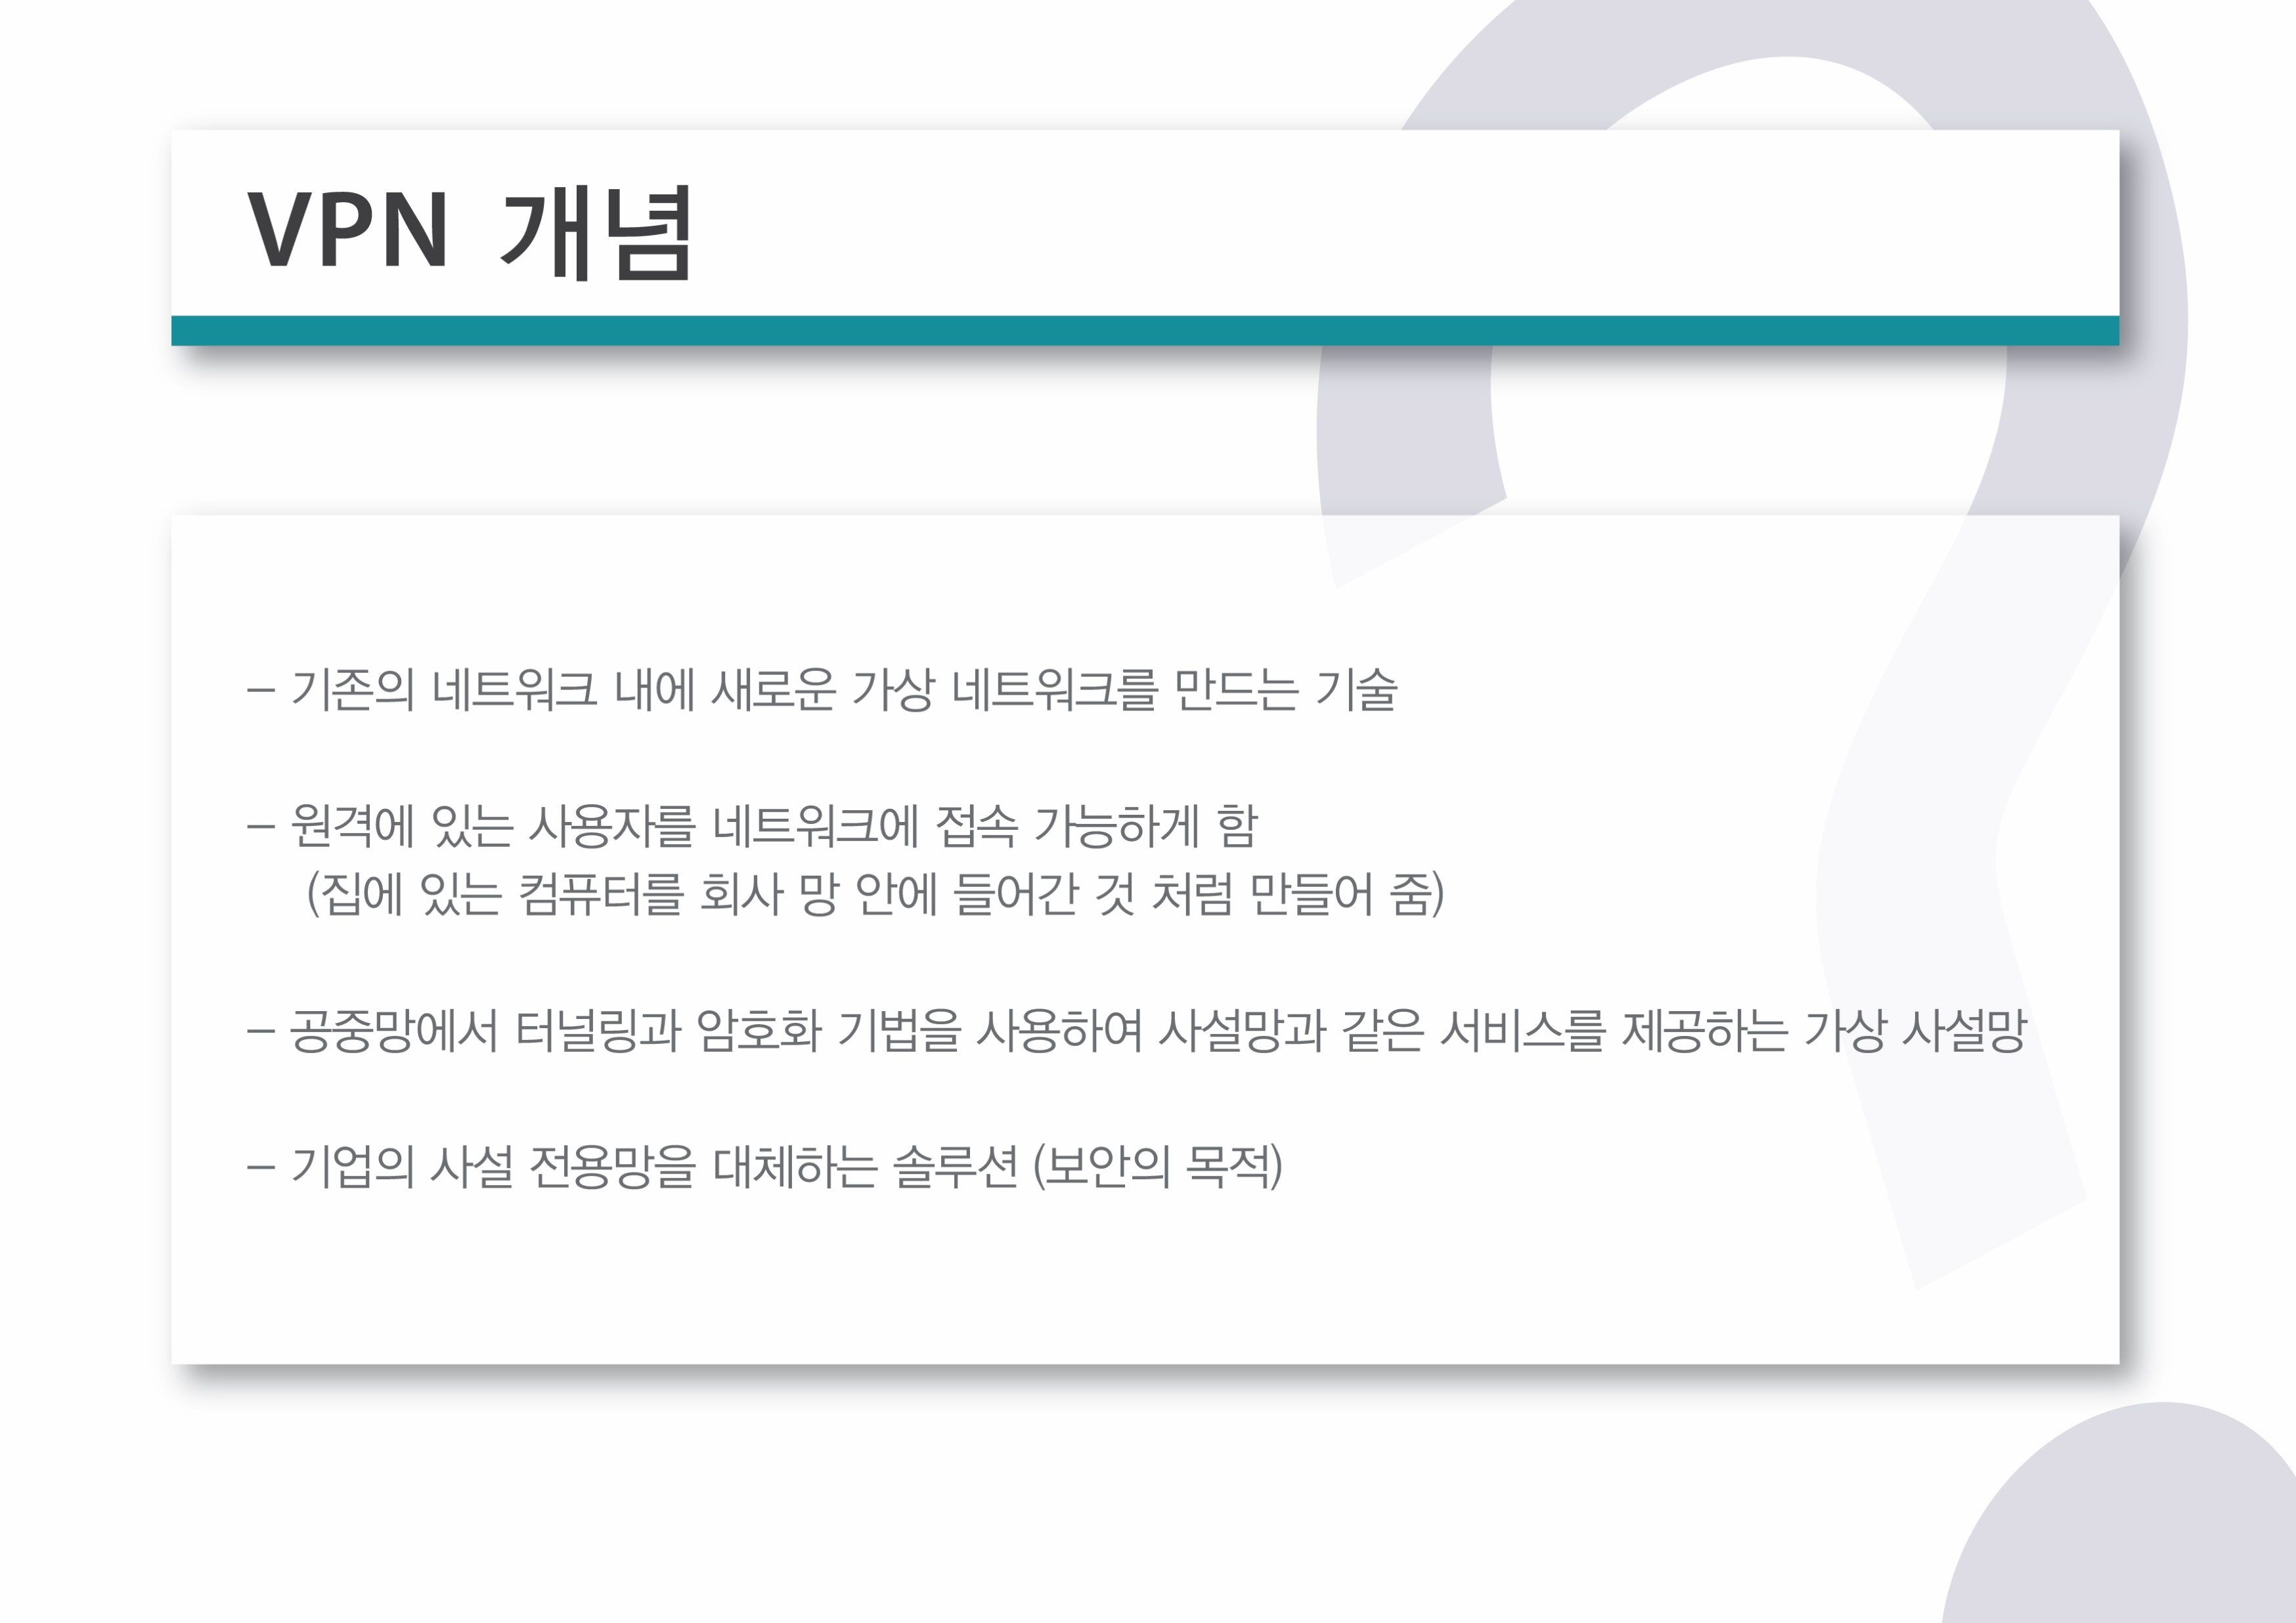 VPN 개념
– 기존의 네트워크 내에 새로운 가상 네트워크를 만드는 기술
– 원격에 있는 사용자를 네트워크에 접속 가능하게 함
(집에 있는 컴퓨터를 회사 망 안에 들어간 것 처럼 만들어 줌)
– 공중망에서 터널링과 암호화 기법을 사용하여 사설망과 같은 서비스를 제공하는 가상 사설망
– 기업의 사설 전용망을 대체하는 솔루션 (보안의 목적)